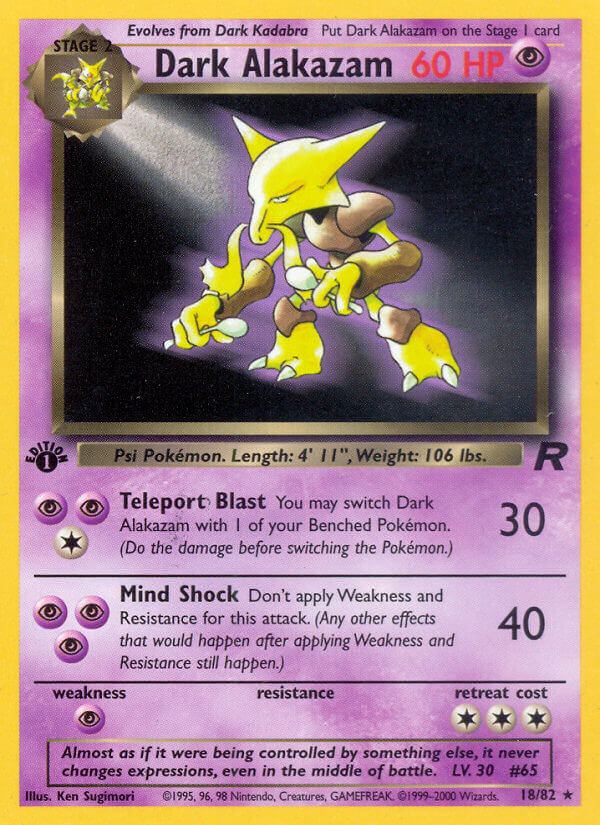 Evolves from Dark Kadabra Put Dark Alakazam on the Stage 1 card
STAGE 2
Dark Alakazam 60 HP
EDITION
1
Psi Pokémon. Length: 4' 11", Weight: 106 lbs.
R
Teleport Blast You may switch Dark
Alakazam with 1 of your Benched Pokémon.
(Do the damage before switching the Pokémon.)
30
Mind Shock Don't apply Weakness and
Resistance for this attack. (Any other effects
that would happen after applying Weakness and
Resistance still happen.)
40
weakness resistance retreat cost
Almost as if it were being controlled by something else, it never
changes expressions, even in the middle of battle. LV. 30 #65
Illus. Ken Sugimori ©1995, 96, 98 Nintendo, Creatures, GAMEFREAK. ©1999-2000 Wizards. 18/82 ★